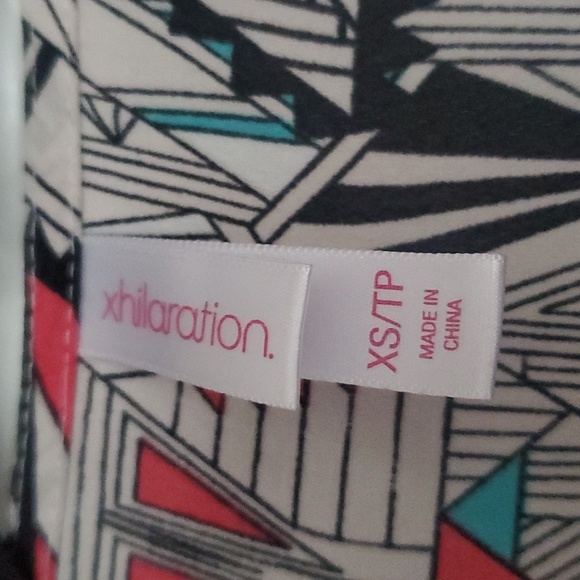 xhilaration.
XS/TP
MADE IN
CHINA